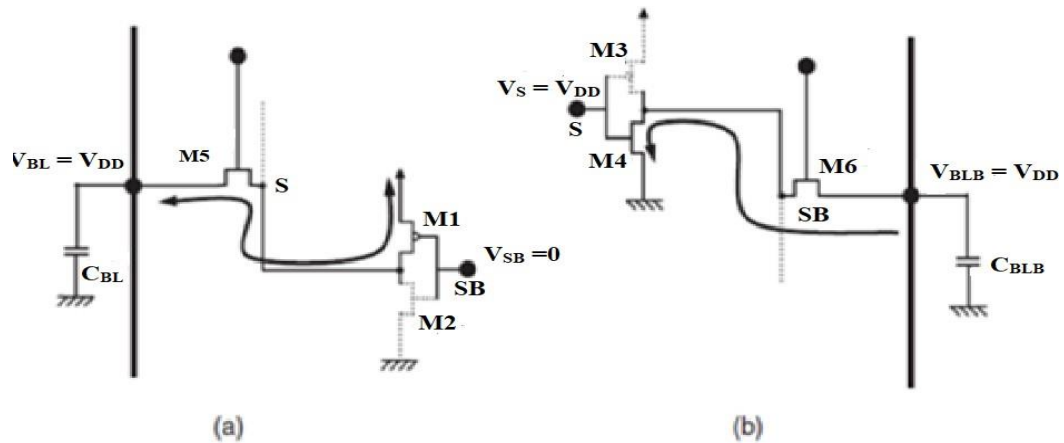 M5
V_BL = V_DD
S
C_BL
M1
V_SB =0
SB
M2
(a)
M3
V_S = V_DD
S
M4
M6
V_BLB = V_DD
SB
C_BLB
(b)